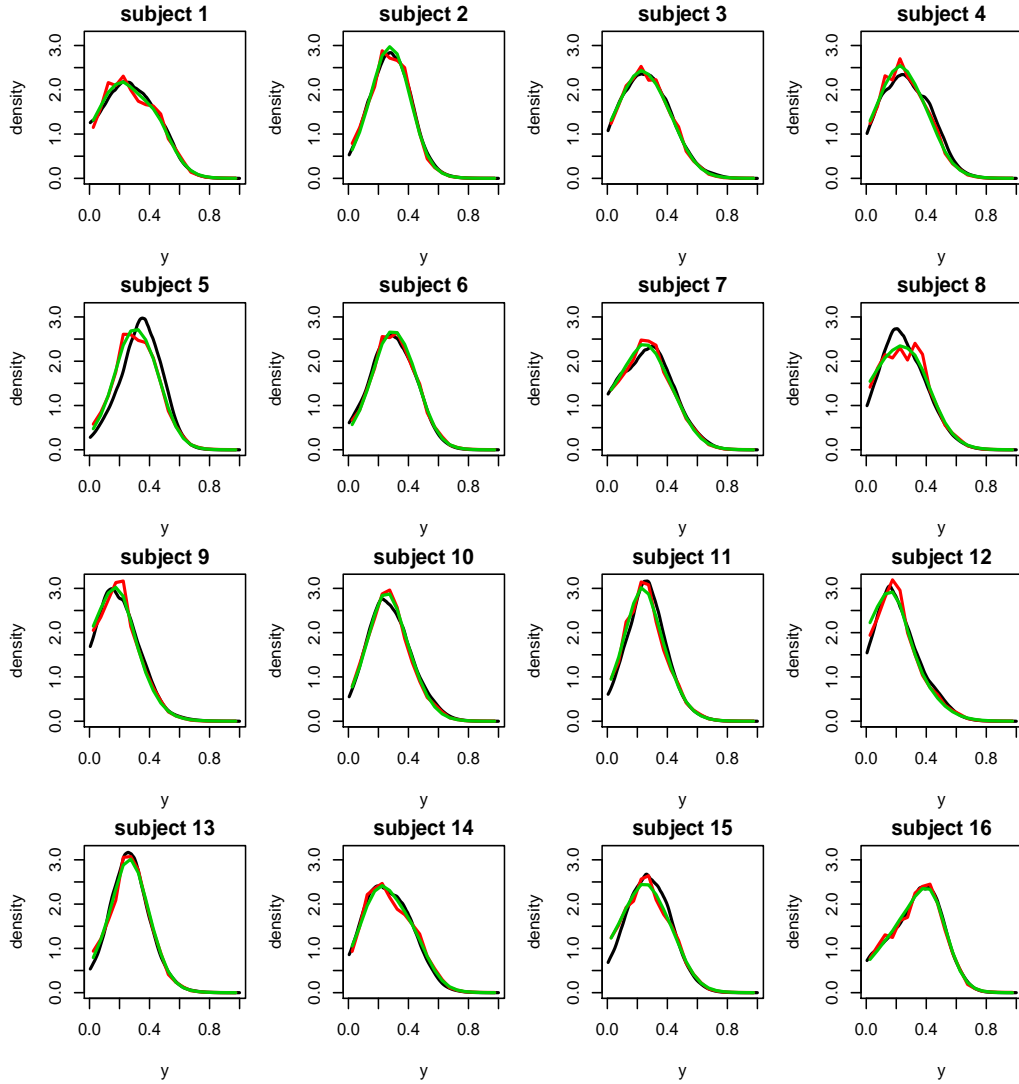 subject 1
density
0.0 1.0 2.0 3.0
0.0 0.4 0.8
y
subject 2
density
0.0 1.0 2.0 3.0
0.0 0.4 0.8
y
subject 3
density
0.0 1.0 2.0 3.0
0.0 0.4 0.8
y
subject 4
density
0.0 1.0 2.0 3.0
0.0 0.4 0.8
y
subject 5
density
0.0 1.0 2.0 3.0
0.0 0.4 0.8
y
subject 6
density
0.0 1.0 2.0 3.0
0.0 0.4 0.8
y
subject 7
density
0.0 1.0 2.0 3.0
0.0 0.4 0.8
y
subject 8
density
0.0 1.0 2.0 3.0
0.0 0.4 0.8
y
subject 9
density
0.0 1.0 2.0 3.0
0.0 0.4 0.8
y
subject 10
density
0.0 1.0 2.0 3.0
0.0 0.4 0.8
y
subject 11
density
0.0 1.0 2.0 3.0
0.0 0.4 0.8
y
subject 12
density
0.0 1.0 2.0 3.0
0.0 0.4 0.8
y
subject 13
density
0.0 1.0 2.0 3.0
0.0 0.4 0.8
y
subject 14
density
0.0 1.0 2.0 3.0
0.0 0.4 0.8
y
subject 15
density
0.0 1.0 2.0 3.0
0.0 0.4 0.8
y
subject 16
density
0.0 1.0 2.0 3.0
0.0 0.4 0.8
y